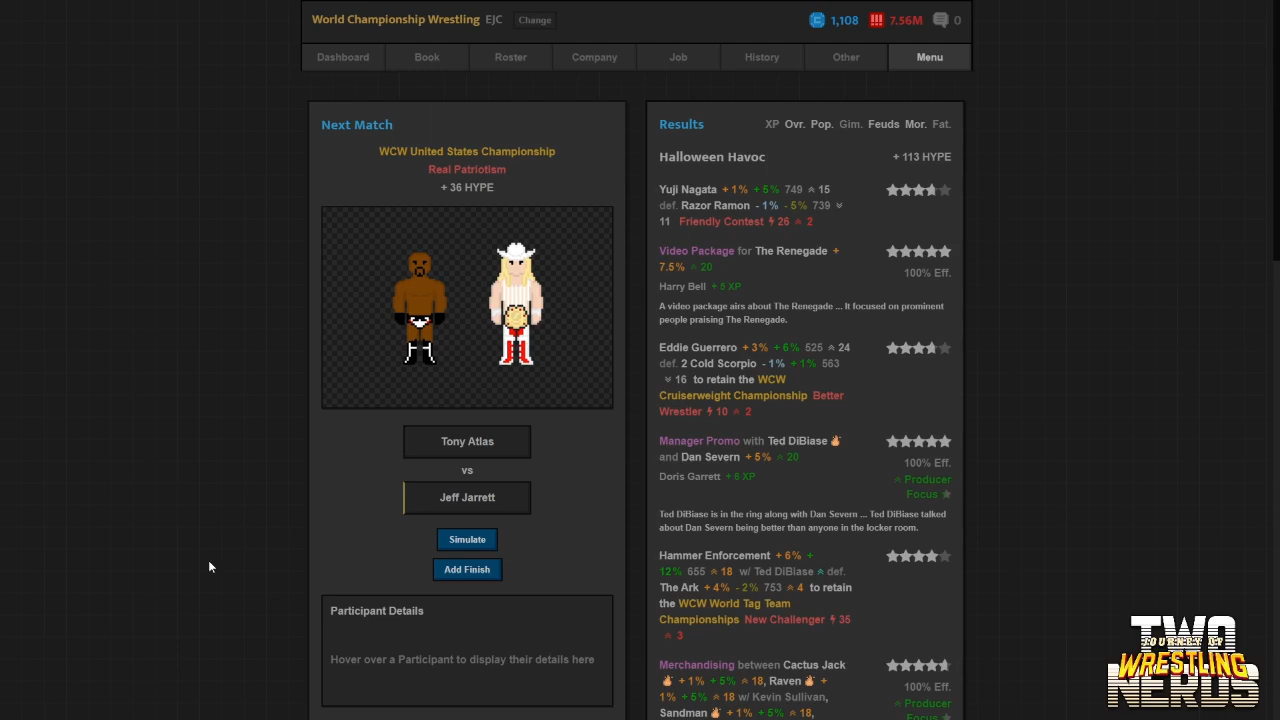 World Championship Wrestling EJC Change
1,108 7.56M 0
Dashboard Book Roster Company Job History Other Menu
Next Match
WCW United States Championship
Real Patriotism
+ 36 HYPE
Tony Atlas
vs
Jeff Jarrett
Simulate
Add Finish
Participant Details
Hover over a Participant to display their details here
Results XP Ovr. Pop. Gim. Feuds Mor. Fat.
Halloween Havoc + 113 HYPE
Yuji Nagata + 1% + 5% 749 15
def. Razor Ramon - 1% - 5% 739
11 Friendly Contest 26 2
Video Package for The Renegade +
7.5% 20
100% Eff.
Harry Bell + 5 XP
A video package airs about The Renegade ... It focused on prominent
people praising The Renegade.
Eddie Guerrero + 3% + 6% 525 24
def. 2 Cold Scorpio - 1% + 1% 563
16 to retain the WCW
Cruiserweight Championship Better
Wrestler 10 2
Manager Promo with Ted DiBiase
and Dan Severn + 5% 20
100% Eff.
Doris Garrett + 6 XP
Producer
Focus
Ted DiBiase is in the ring along with Dan Severn ... Ted DiBiase talked
about Dan Severn being better than anyone in the locker room.
Hammer Enforcement + 6% +
12% 655 18 w/ Ted DiBiase def.
The Ark + 4% - 2% 753 4 to retain
the WCW World Tag Team
Championships New Challenger 35
3
Merchandising between Cactus Jack
+ 1% + 5% 18, Raven +
1% + 5% 18 w/ Kevin Sullivan,
Sandman + 1% + 5% 18,
100% Eff.
Producer
Focus
TWO
JOURNEY OF
WRESTLING
NERDS